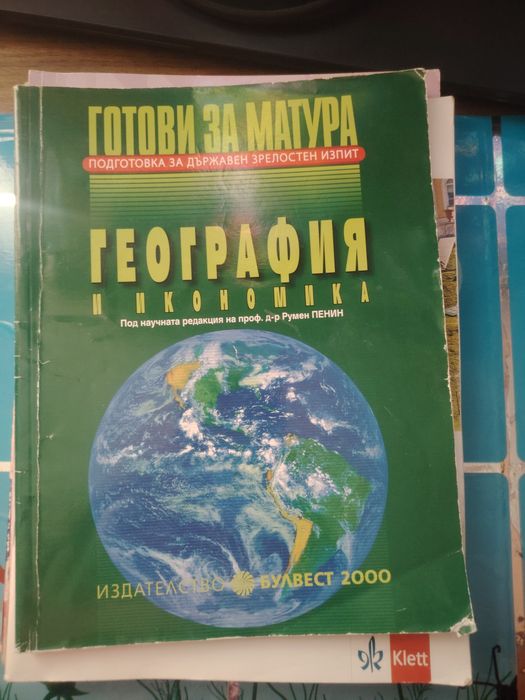 ГОТОВИ ЗА МАТУРА
ПОДГОТОВКА ЗА ДЪРЖАВЕН ЗРЕЛОСТЕН ИЗПИТ
ГЕОГРАФИЯ
И ИКОНОМИКА
Под научната редакция на проф. д-р Румен ПЕНИН
ИЗДАТЕЛСТВО БУЛВЕСТ 2000
Klett